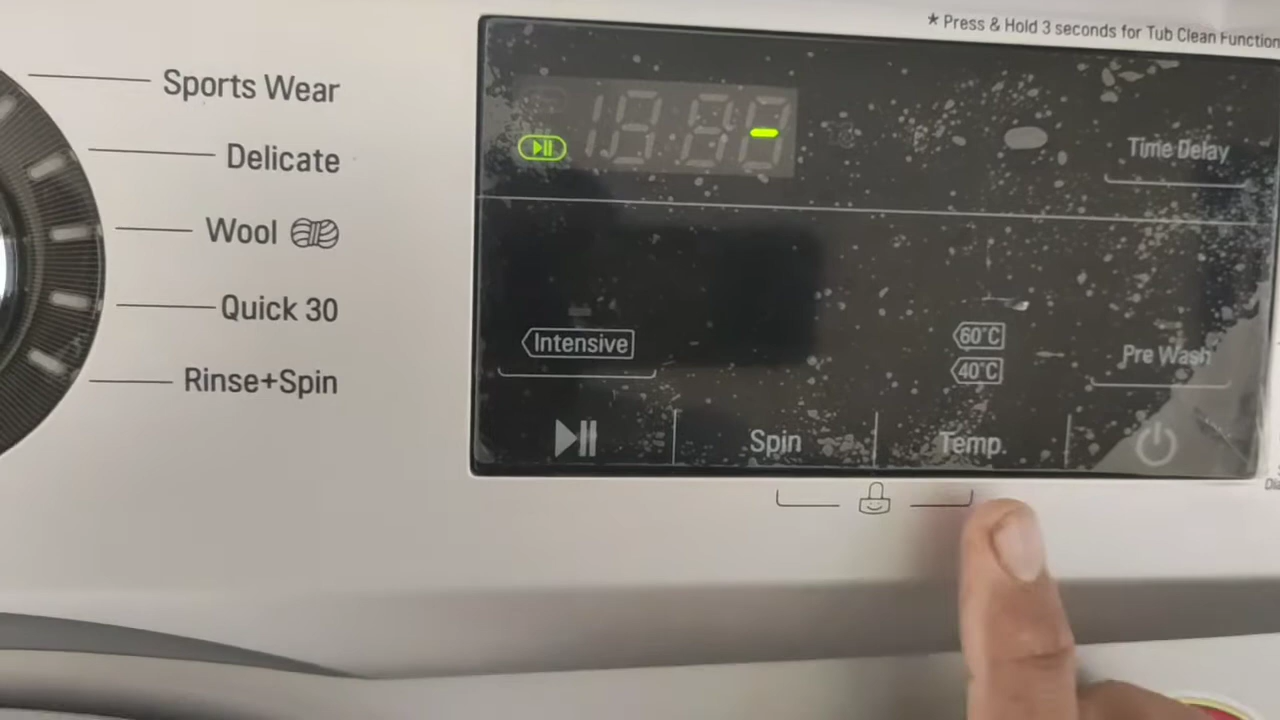 * Press & Hold 3 seconds for Tub Clean Function
Sports Wear
Delicate
Wool
Quick 30
Rinse+Spin
Time Delay
Intensive
60°C
40°C
Pre Wash
Spin
Temp.